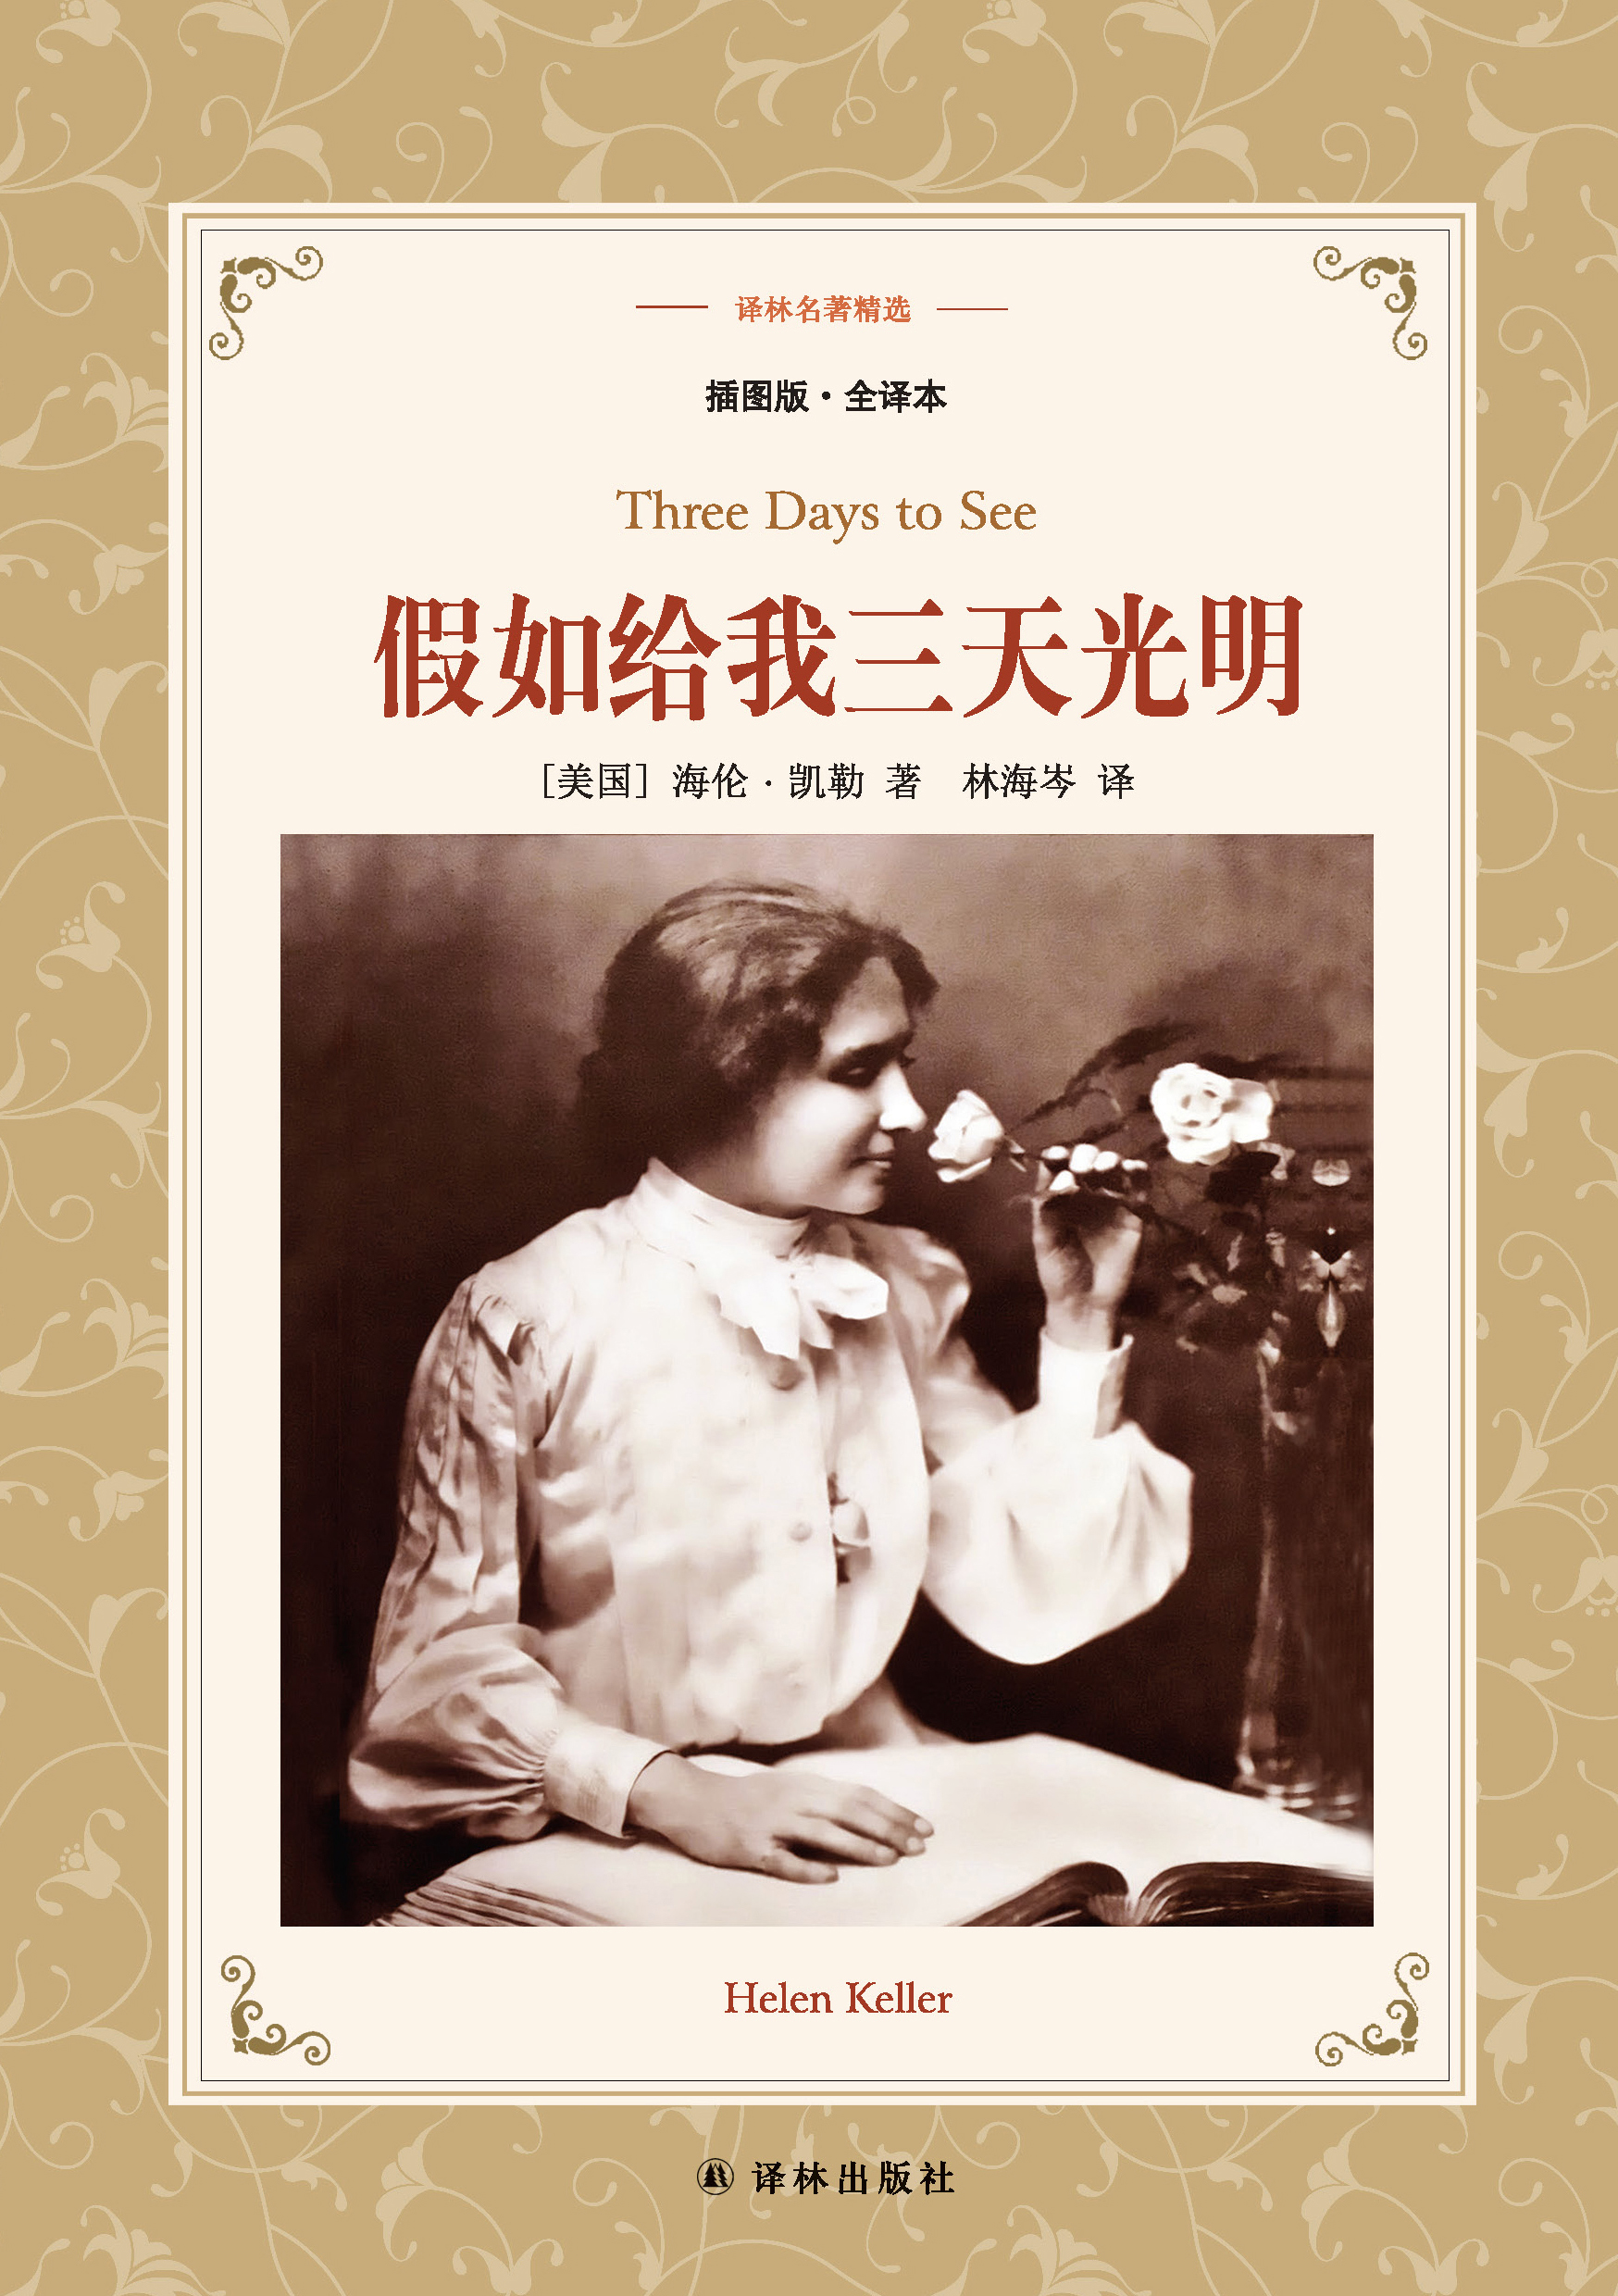 译林名著精选
插图版·全译本
Three Days to See
假如给我三天光明
［美国］海伦·凯勒 著 林海岑 译
Helen Keller
译林出版社